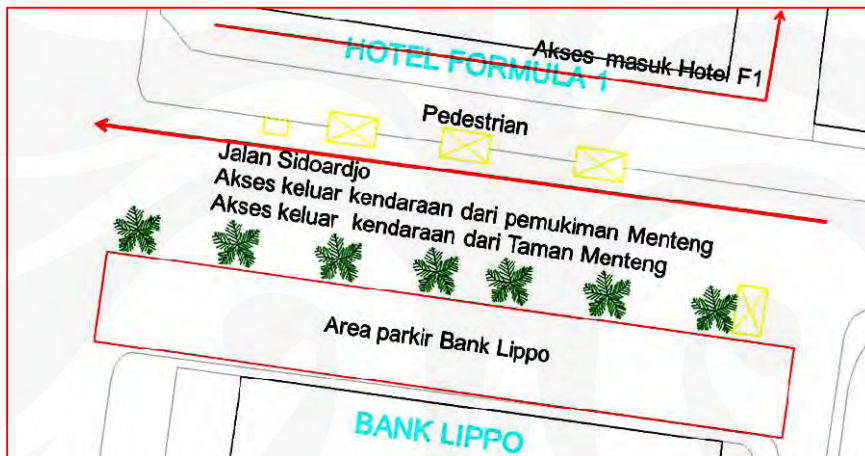 Akses masuk Hotel F1
HOTEL FORMULA 1
Pedestrian
Jalan Sidoardjo
Akses keluar kendaraan dari pemukiman Menteng
Akses keluar kendaraan dari Taman Menteng
Area parkir Bank Lippo
BANK LIPPO